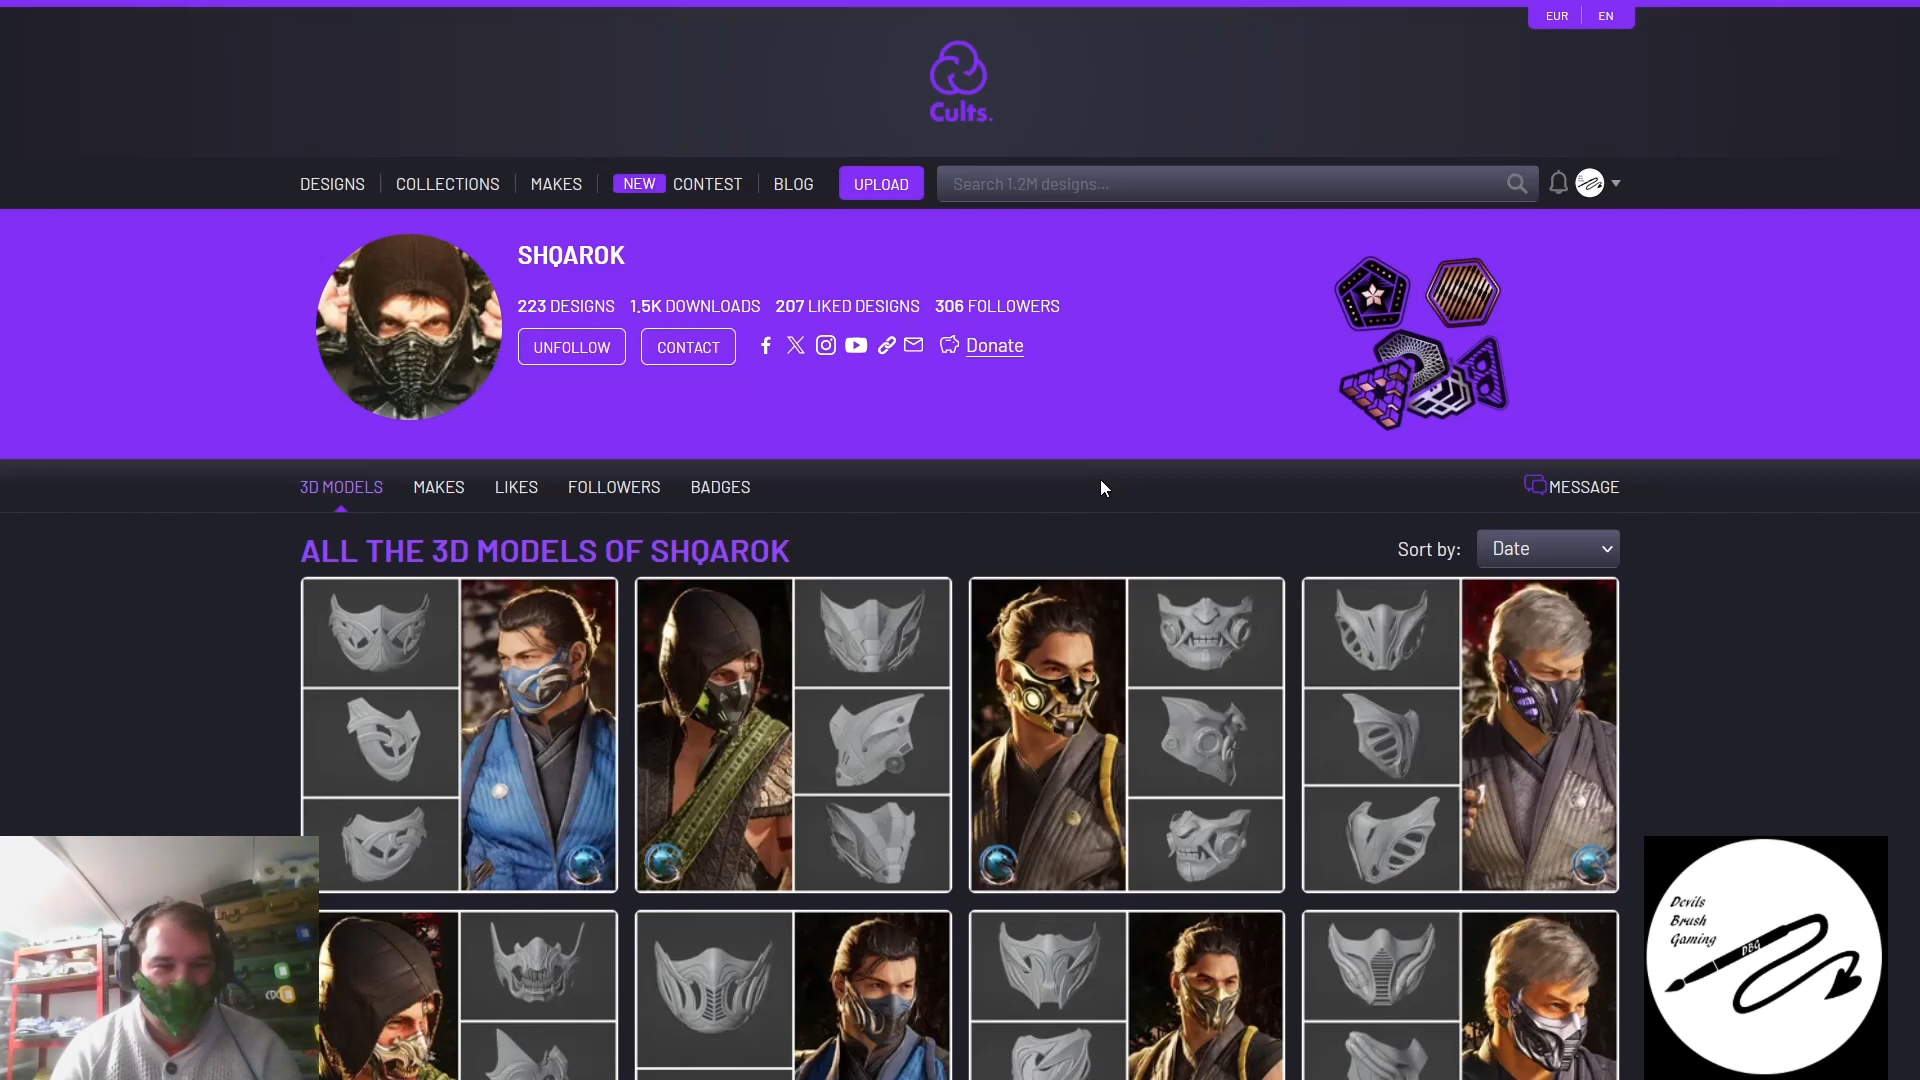 EUR EN
Cults.
DESIGNS COLLECTIONS MAKES NEW CONTEST BLOG UPLOAD Search 1.2M designs...
SHQAROK
223 DESIGNS 1.5K DOWNLOADS 207 LIKED DESIGNS 306 FOLLOWERS
UNFOLLOW CONTACT Donate
3D MODELS MAKES LIKES FOLLOWERS BADGES MESSAGE
ALL THE 3D MODELS OF SHQAROK
Sort by: Date
Devils
Brush
Gaming
DBG